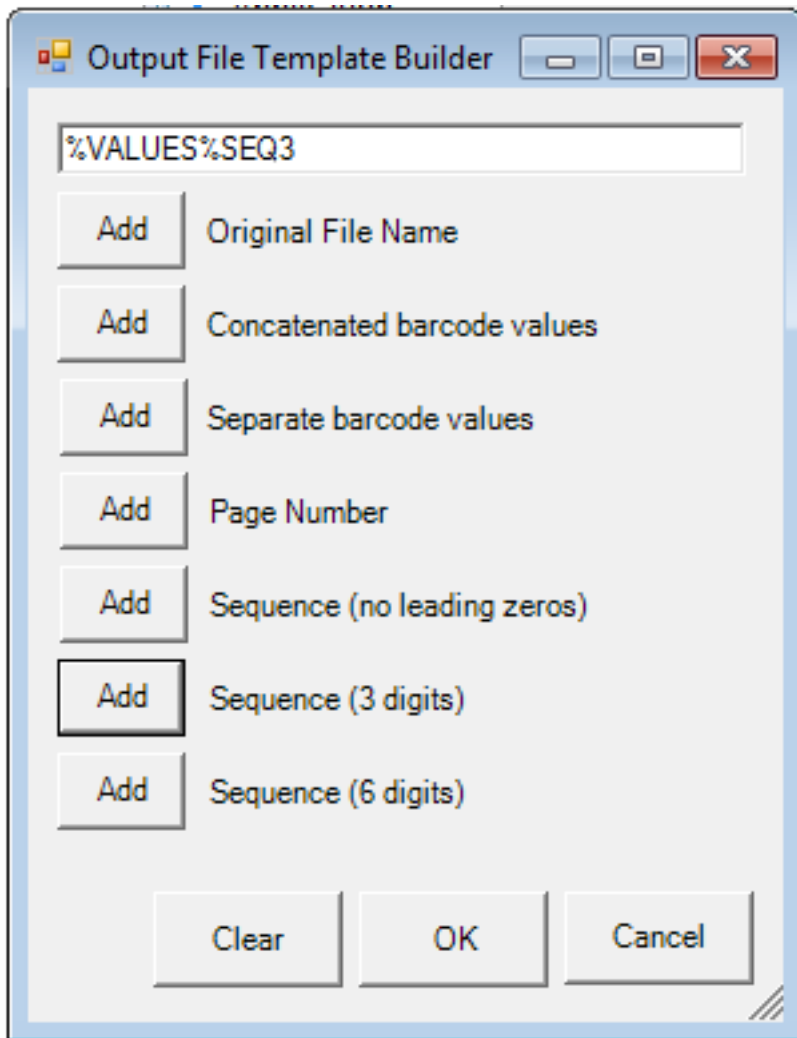 Output File Template Builder
%VALUES%SEQ3
Add Original File Name
Add Concatenated barcode values
Add Separate barcode values
Add Page Number
Add Sequence (no leading zeros)
Add Sequence (3 digits)
Add Sequence (6 digits)
Clear OK Cancel